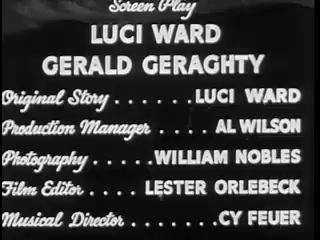 Screen Play
LUCI WARD
GERALD GERAGHTY
Original Story . . . . . . LUCI WARD
Production Manager . . . . AL WILSON
Photography . . . . . WILLIAM NOBLES
Film Editor . . . . LESTER ORLEBECK
Musical Director . . . . . . . CY FEUER